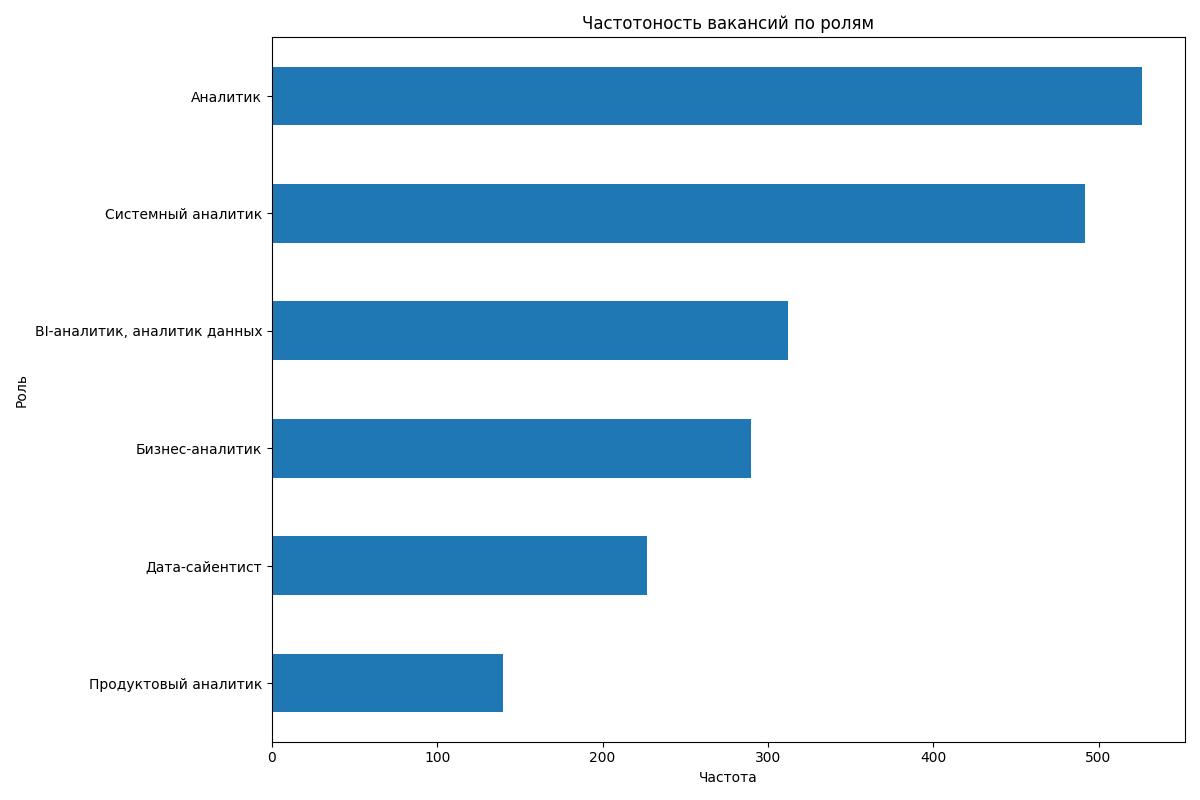 Частотоность вакансий по ролям
Аналитик
Системный аналитик
BI-аналитик, аналитик данных
Бизнес-аналитик
Дата-сайентист
Продуктовый аналитик
Роль
0 100 200 300 400 500
Частота